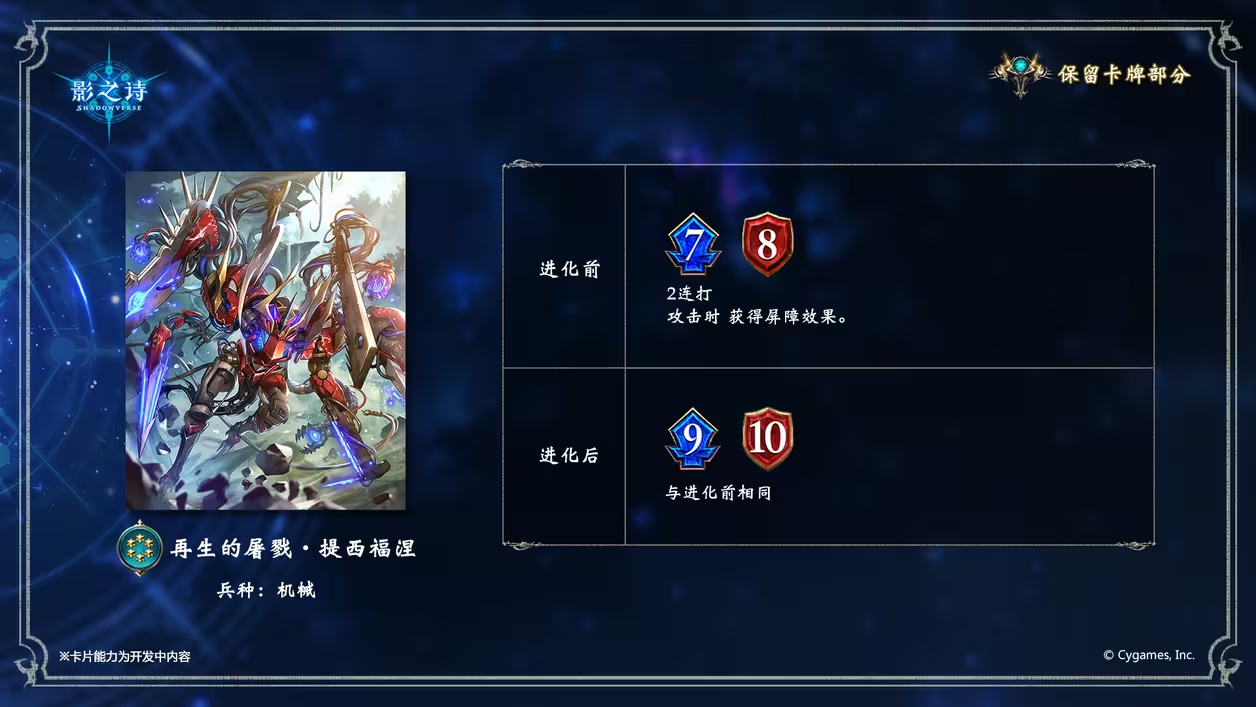 影之诗
SHADOWVERSE
保留卡牌部分
进化前
7 8
2连打
攻击时 获得屏障效果。
进化后
9 10
与进化前相同
再生的屠戮·提西福涅
兵种：机械
※卡片能力为开发中内容
© Cygames, Inc.